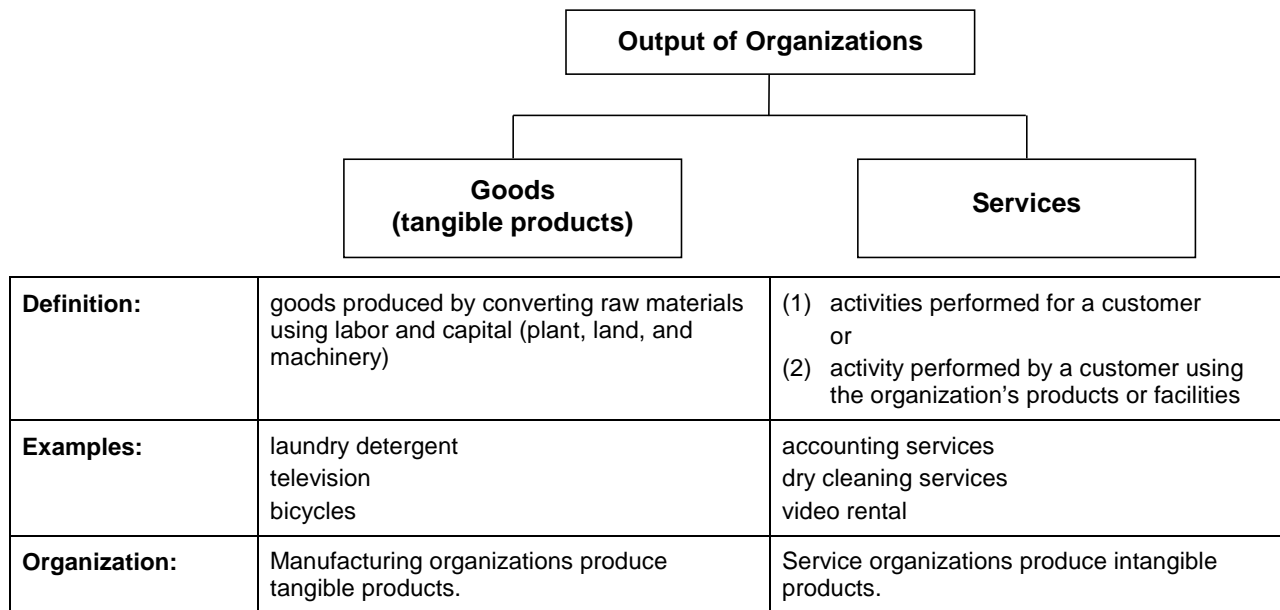 Output of Organizations
Goods
(tangible products)
Services
Definition:
goods produced by converting raw materials
using labor and capital (plant, land, and
machinery)
(1) activities performed for a customer
or
(2) activity performed by a customer using
the organization's products or facilities
Examples:
laundry detergent
television
bicycles
accounting services
dry cleaning services
video rental
Organization:
Manufacturing organizations produce
tangible products.
Service organizations produce intangible
products.